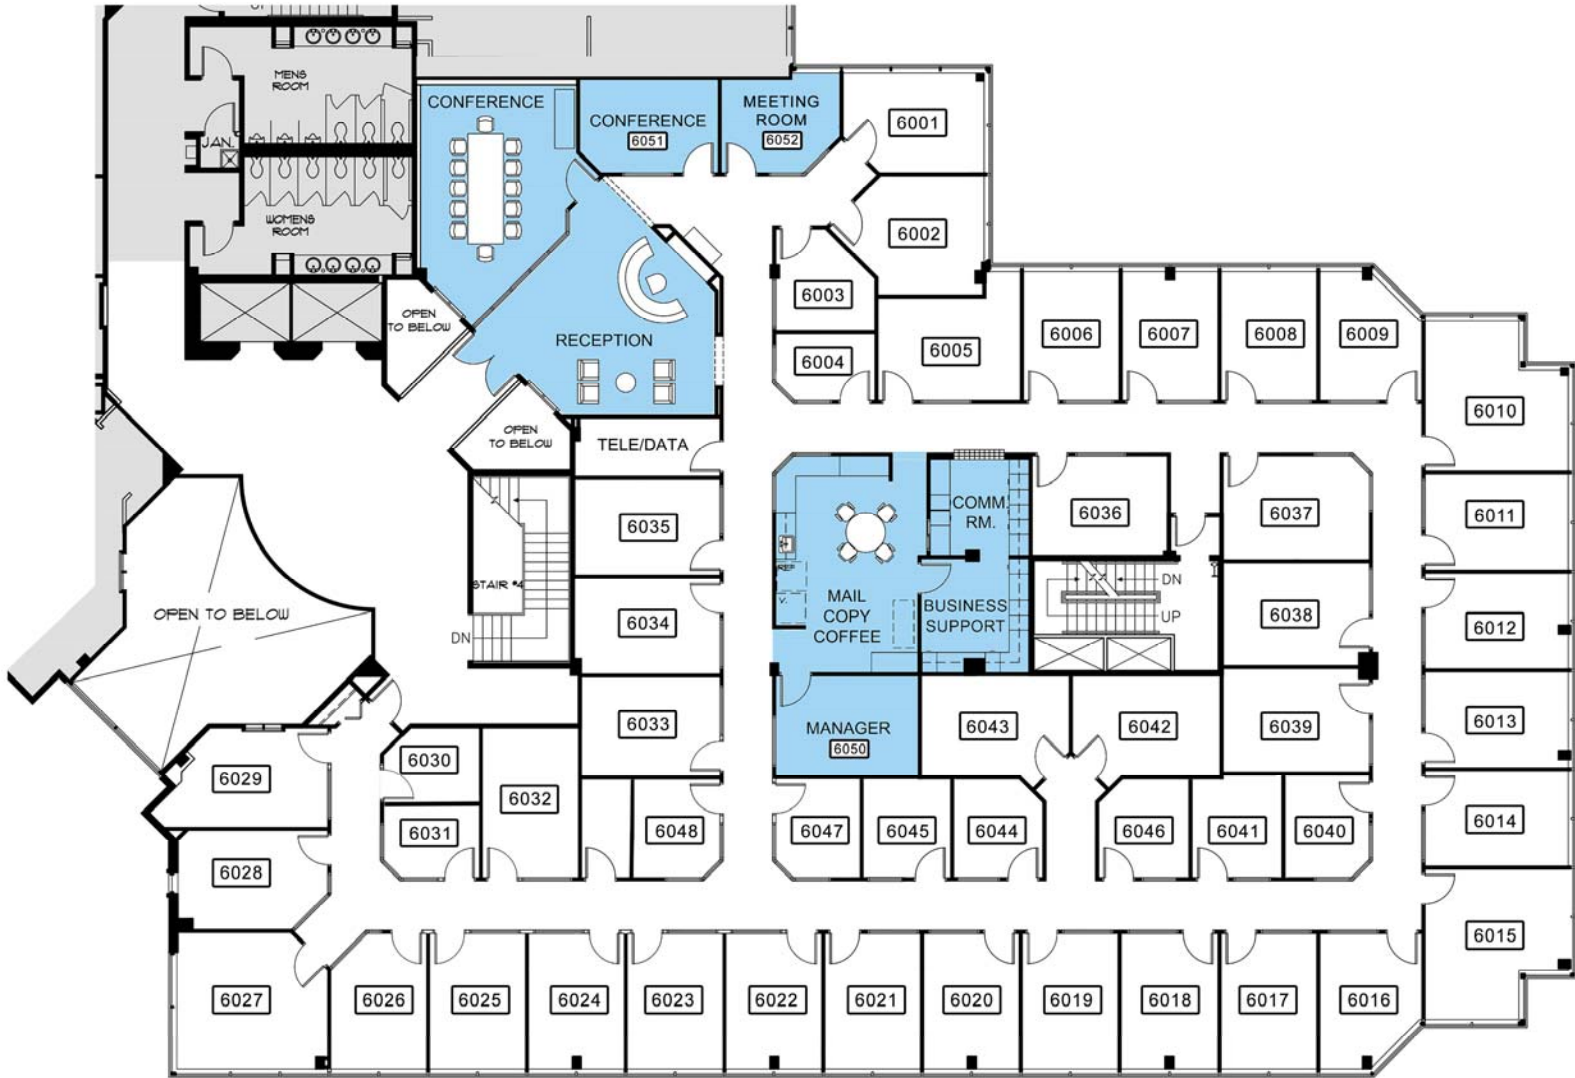 UP
MENS
ROOM
JAN.
WOMENS
ROOM
CONFERENCE
CONFERENCE
6051
MEETING
ROOM
6052
6001
6002
6003
6004
6005
6006
6007
6008
6009
6010
OPEN
TO BELOW
RECEPTION
OPEN
TO BELOW
TELE/DATA
6035
STAIR #4
DN
6034
6033
COMM.
RM.
REF
V.
MAIL
COPY
COFFEE
BUSINESS
SUPPORT
6036
DN
UP
6037
6038
6011
6012
6013
6014
6015
OPEN TO BELOW
MANAGER
6050
6043
6042
6039
6029
6030
6031
6032
6048
6047
6045
6044
6046
6041
6040
6028
6027
6026
6025
6024
6023
6022
6021
6020
6019
6018
6017
6016